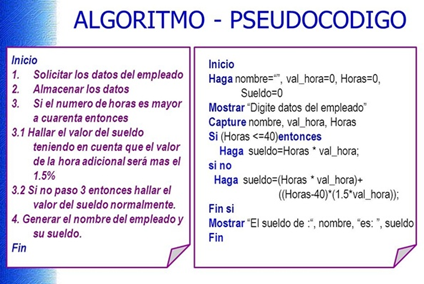 ALGORITMO - PSEUDOCODIGO
Inicio
1. Solicitar los datos del empleado
2. Almacenar los datos
3. Si el numero de horas es mayor
a cuarenta entonces
3.1 Hallar el valor del sueldo
teniendo en cuenta que el valor
de la hora adicional será mas el
1.5%
3.2 Si no paso 3 entonces hallar el
valor del sueldo normalmente.
4. Generar el nombre del empleado y
su sueldo.
Fin
Inicio
Haga nombre="", val_hora=0, Horas=0,
Sueldo=0
Mostrar "Digite datos del empleado"
Capture nombre, val_hora, Horas
Si (Horas <=40)entonces
Haga sueldo=Horas * val_hora;
si no
Haga sueldo=(Horas * val_hora)+
((Horas-40)*(1.5*val_hora));
Fin si
Mostrar "El sueldo de :", nombre, "es: ", sueldo
Fin